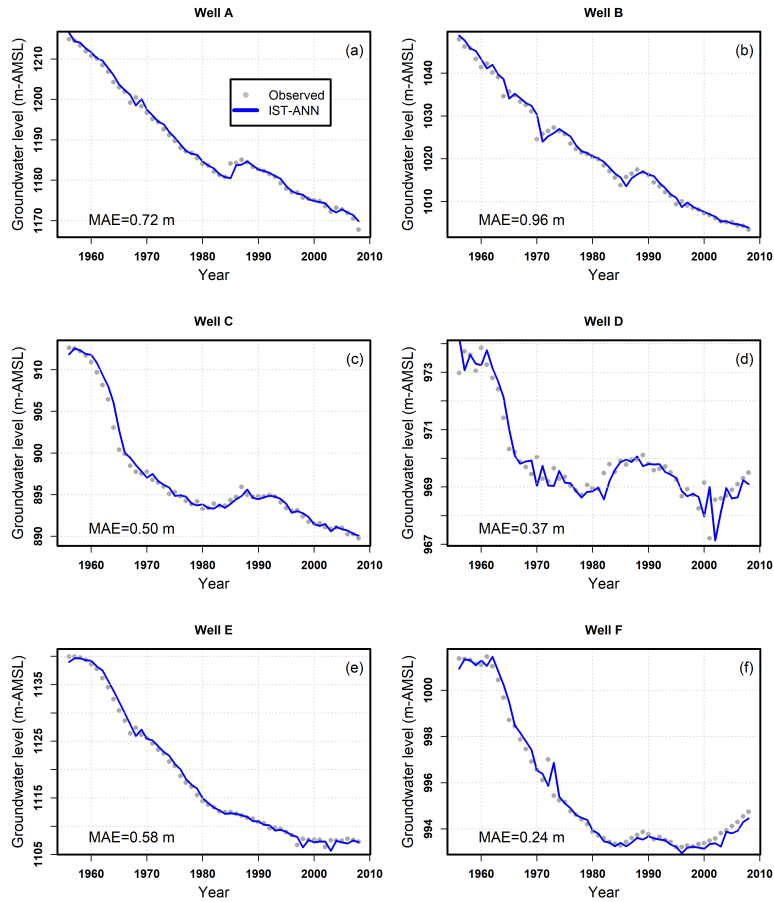 Well A
Well B
Groundwater level (m-AMSL)
1210
1200
1190
1180
1170
(a)
Observed
IST-ANN
MAE=0.72 m
1960 1970 1980 1990 2000 2010
Year
Groundwater level (m-AMSL)
1040
1030
1020
1010
(b)
MAE=0.96 m
1960 1970 1980 1990 2000 2010
Year
Well C
Well D
Groundwater level (m-AMSL)
910
905
900
895
890
(c)
MAE=0.50 m
1960 1970 1980 1990 2000 2010
Year
Groundwater level (m-AMSL)
973
971
969
967
(d)
MAE=0.37 m
1960 1970 1980 1990 2000 2010
Year
Well E
Well F
Groundwater level (m-AMSL)
1135
1125
1115
1105
(e)
MAE=0.58 m
1960 1970 1980 1990 2000 2010
Year
Groundwater level (m-AMSL)
1000
998
996
994
(f)
MAE=0.24 m
1960 1970 1980 1990 2000 2010
Year